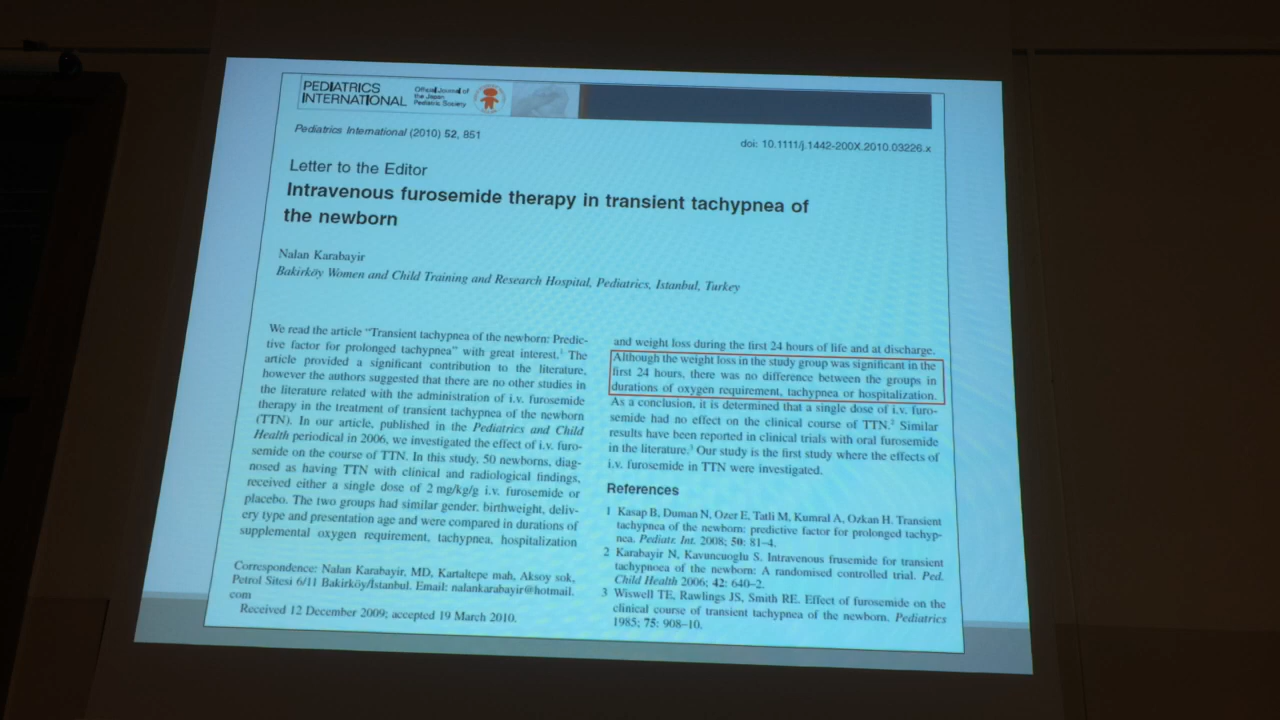 PEDIATRICS
INTERNATIONAL
Official Journal of
the Japan
Pediatric Society
Pediatrics International (2010) 52, 851
doi: 10.1111/j.1442-200X.2010.03226.x
Letter to the Editor
Intravenous furosemide therapy in transient tachypnea of
the newborn
Nalan Karabayir
Bakirköy Women and Child Training and Research Hospital, Pediatrics, Istanbul, Turkey
We read the article “Transient tachypnea of the newborn: Predic-
tive factor for prolonged tachypnea” with great interest.¹ The
article provided a significant contribution to the literature,
however the authors suggested that there are no other studies in
the literature related with the administration of i.v. furosemide
therapy in the treatment of transient tachypnea of the newborn
(TTN). In our article, published in the Pediatrics and Child
Health periodical in 2006, we investigated the effect of i.v. furo-
semide on the course of TTN. In this study, 50 newborns, diag-
nosed as having TTN with clinical and radiological findings,
received either a single dose of 2 mg/kg/g i.v. furosemide or
placebo. The two groups had similar gender, birthweight, deliv-
ery type and presentation age and were compared in durations of
supplemental oxygen requirement, tachypnea, hospitalization
Correspondence: Nalan Karabayir, MD, Kartaltepe mah, Aksoy sok,
Petrol Sitesi 6/11 Bakirköy/Istanbul. Email: nalankarabayir@hotmail.
com
Received 12 December 2009; accepted 19 March 2010.
and weight loss during the first 24 hours of life and at discharge.
Although the weight loss in the study group was significant in the
first 24 hours, there was no difference between the groups in
durations of oxygen requirement, tachypnea or hospitalization.
As a conclusion, it is determined that a single dose of i.v. furo-
semide had no effect on the clinical course of TTN.² Similar
results have been reported in clinical trials with oral furosemide
in the literature.³ Our study is the first study where the effects of
i.v. furosemide in TTN were investigated.
References
1 Kasap B, Duman N, Ozer E, Tatli M, Kumral A, Ozkan H. Transient
tachypnea of the newborn: predictive factor for prolonged tachyp-
nea. Pediatr. Int. 2008; 50: 81–4.
2 Karabayir N, Kavuncuoglu S. Intravenous frusemide for transient
tachypnoea of the newborn: A randomised controlled trial. Ped.
Child Health 2006; 42: 640–2.
3 Wiswell TE, Rawlings JS, Smith RE. Effect of furosemide on the
clinical course of transient tachypnea of the newborn. Pediatrics
1985; 75: 908–10.